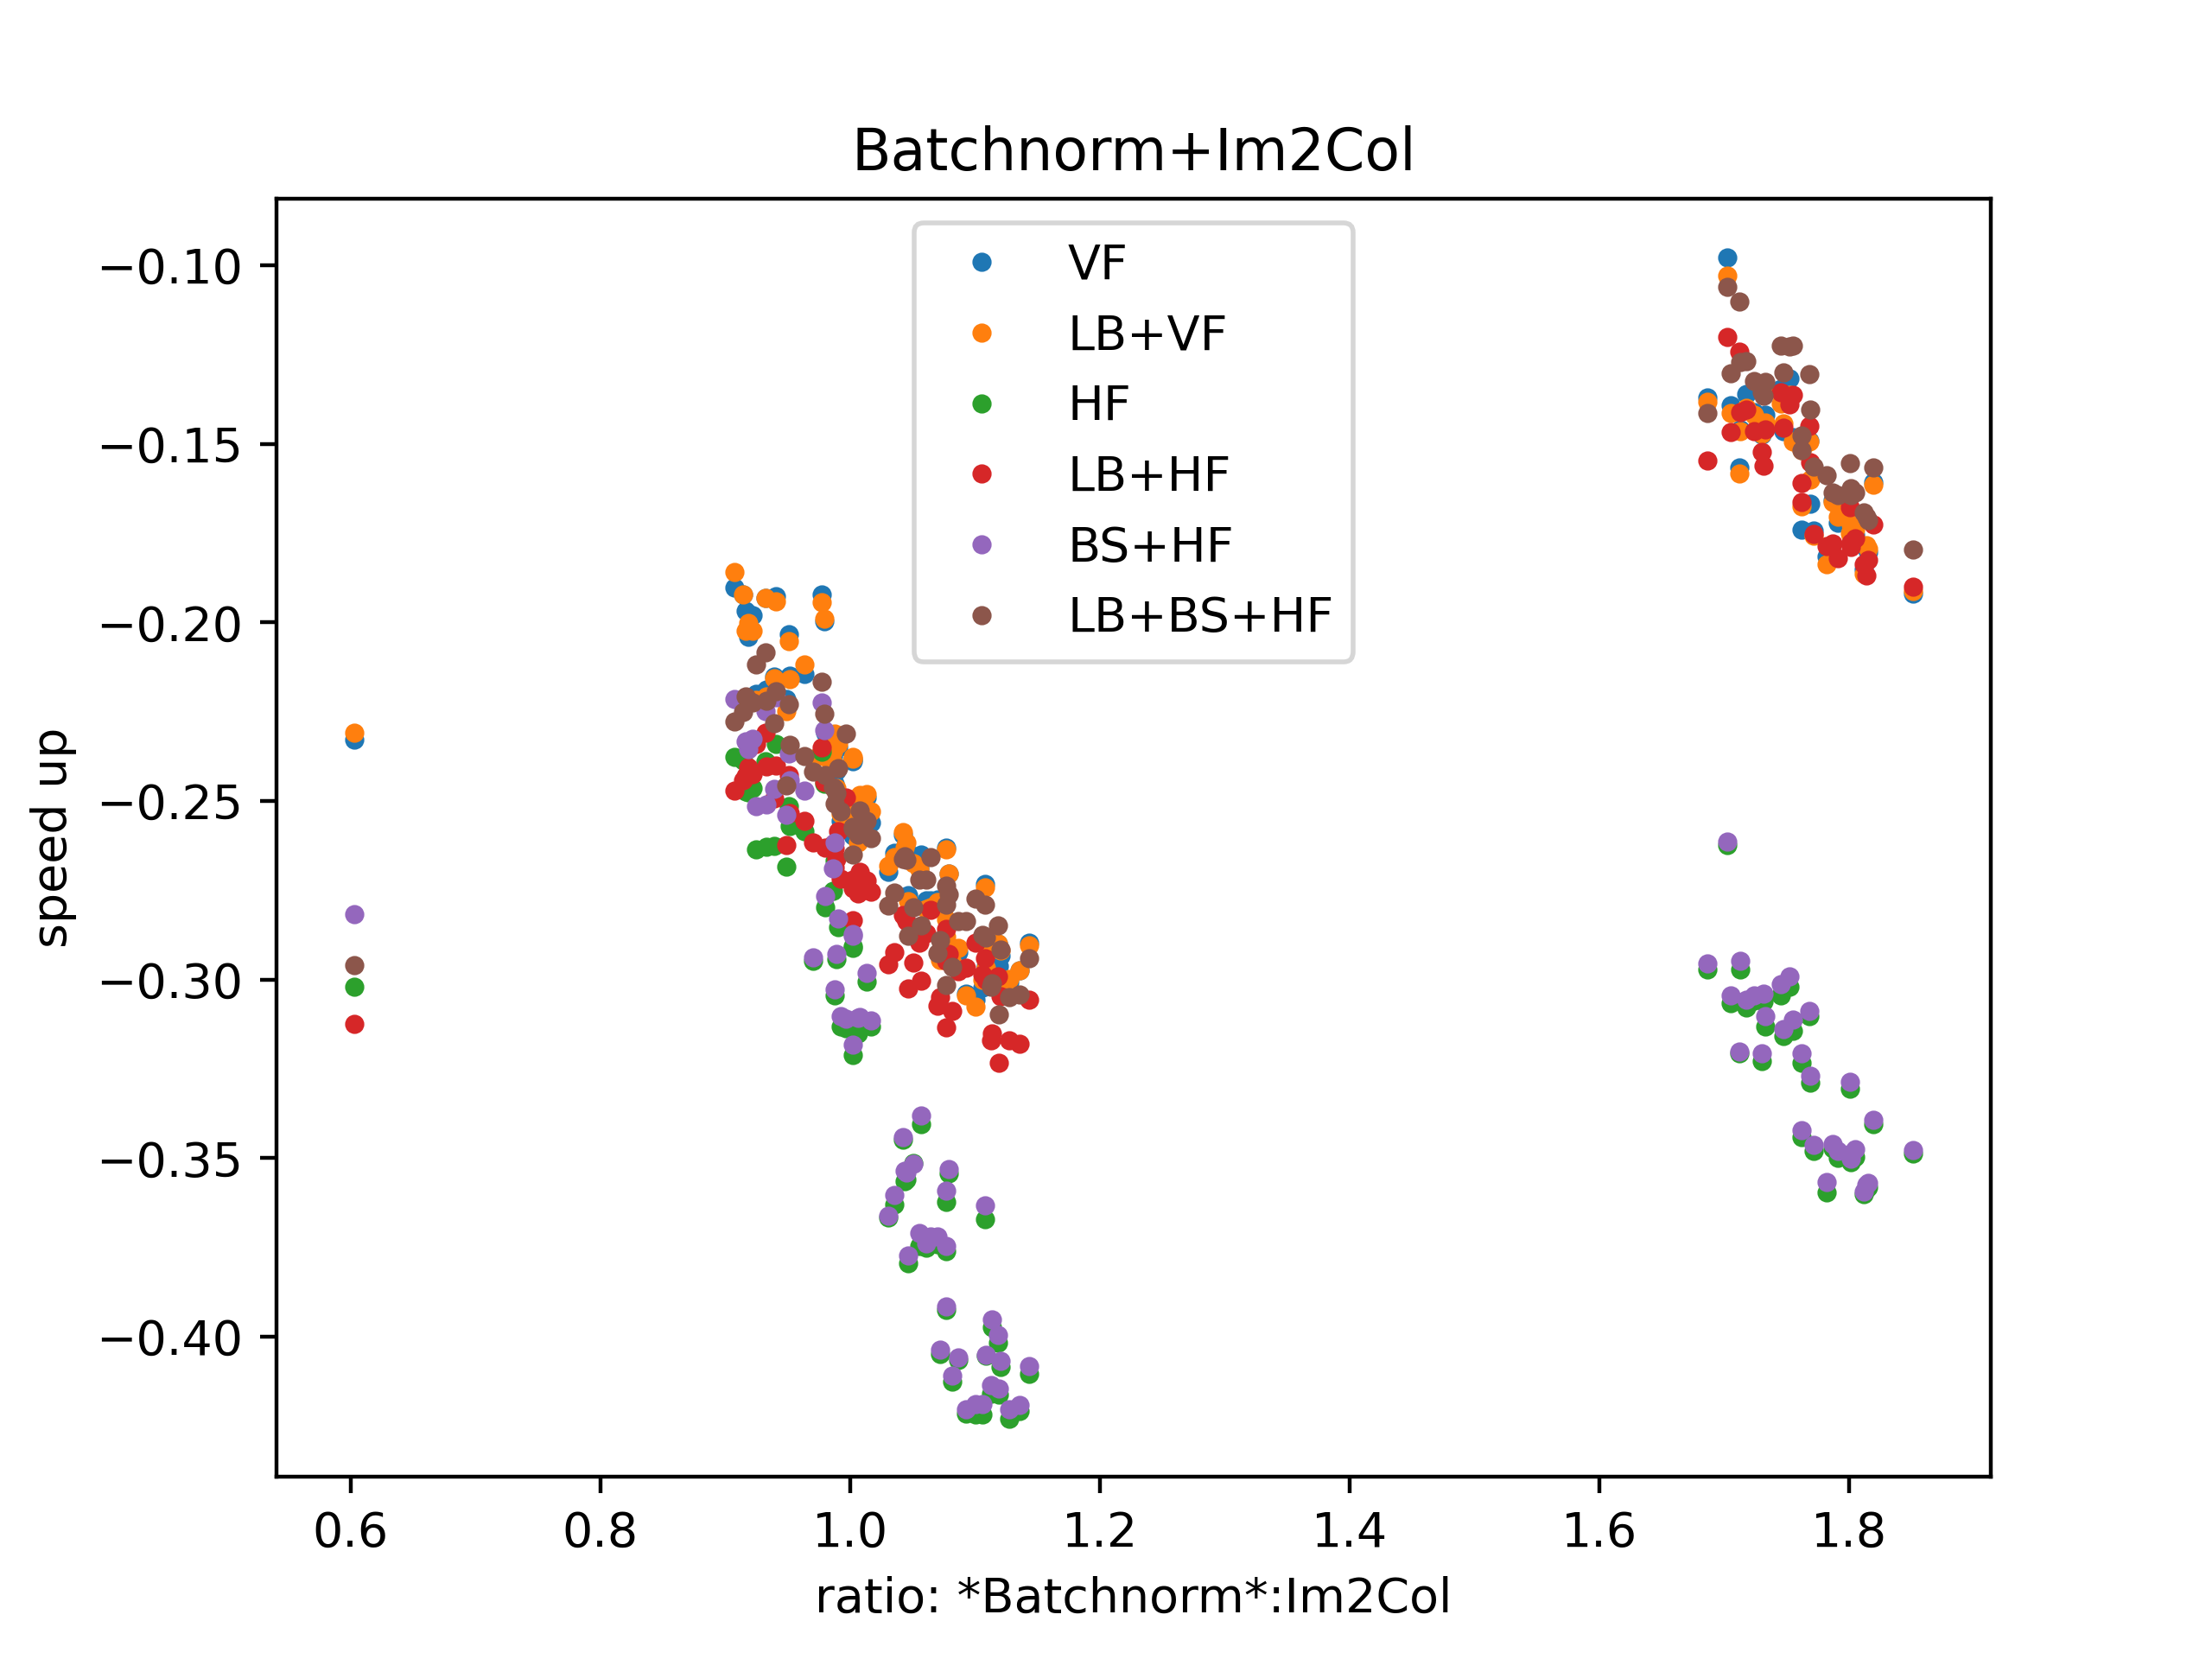 Batchnorm+Im2Col
VF
LB+VF
HF
LB+HF
BS+HF
LB+BS+HF
speed up
−0.10
−0.15
−0.20
−0.25
−0.30
−0.35
−0.40
0.6 0.8 1.0 1.2 1.4 1.6 1.8
ratio: *Batchnorm*:Im2Col